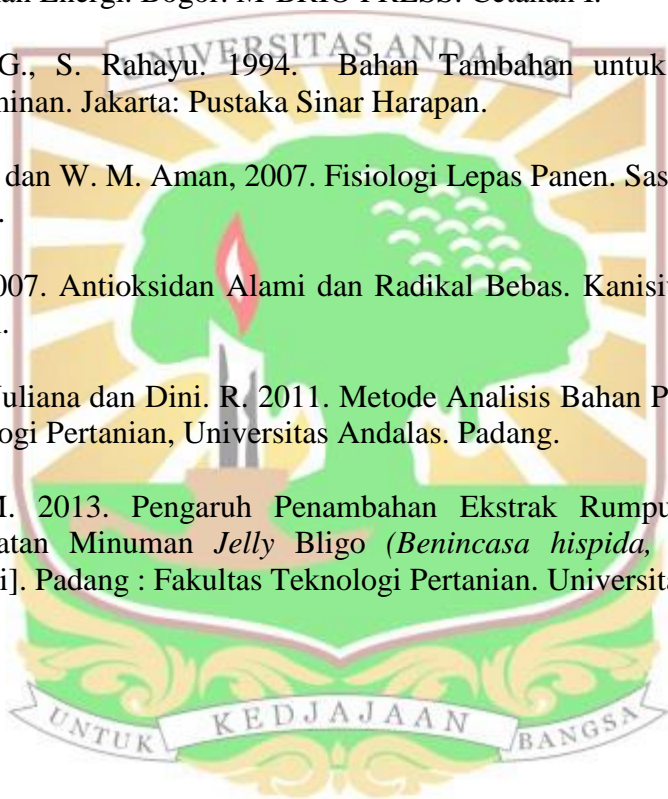 an Energi. Bogor: M-BRIO PRESS. Cetakan I.
UNIVERSITAS ANDALAS
G., S. Rahayu. 1994. Bahan Tambahan untuk
minan. Jakarta: Pustaka Sinar Harapan.
dan W. M. Aman, 2007. Fisiologi Lepas Panen. Sas
.
007. Antioksidan Alami dan Radikal Bebas. Kanisi
.
uliana dan Dini. R. 2011. Metode Analisis Bahan P
ogi Pertanian, Universitas Andalas. Padang.
2013. Pengaruh Penambahan Ekstrak Rumpu
atan Minuman Jelly Bligo (Benincasa hispida,
i]. Padang : Fakultas Teknologi Pertanian. Universita
UNTUK KEDJAJAAN BANGSA